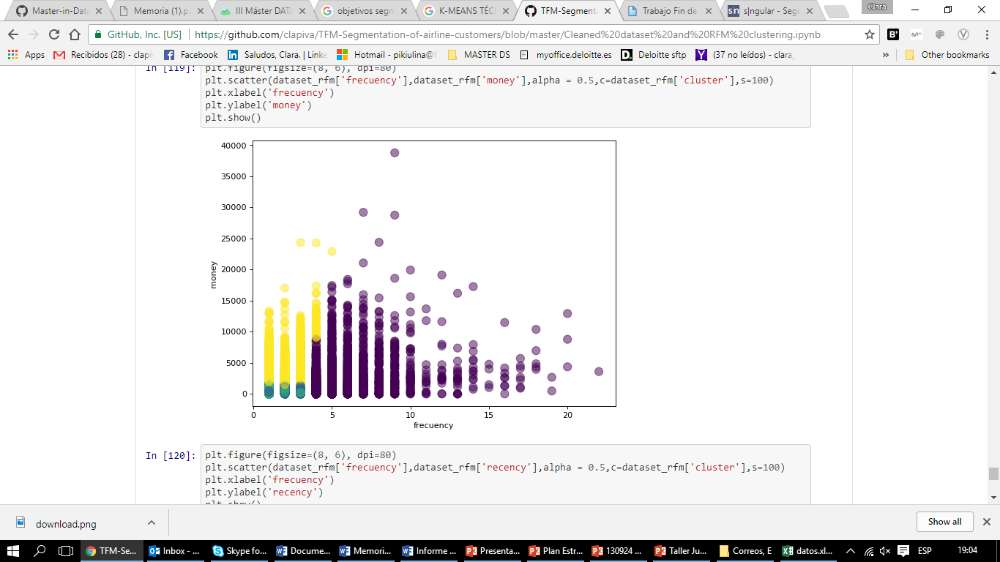 Clara
Master-in-Data
Memoria (1).pd
III Máster DATA
objetivos segm
K-MEANS TÉC
TFM-Segmenta
Trabajo Fin de
s|ngular - Seg
GitHub, Inc. [US]
https://github.com/clapiva/TFM-Segmentation-of-airline-customers/blob/master/Cleaned%20dataset%20and%20RFM%20clustering.ipynb
Apps
Recibidos (28) - clapiv
Facebook
Saludos, Clara. | Linke
Hotmail - pikiulina@h
MASTER DS
myoffice.deloitte.es
Deloitte sftp
(37 no leídos) - clara_
»
Other bookmarks
In [119]:
plt.figure(figsize=(8, 6), dpi=80)
plt.scatter(dataset_rfm['frecuency'],dataset_rfm['money'],alpha = 0.5,c=dataset_rfm['cluster'],s=100)
plt.xlabel('frecuency')
plt.ylabel('money')
plt.show()
40000
35000
30000
25000
20000
15000
10000
5000
0
money
0
5
10
15
20
frecuency
In [120]:
plt.figure(figsize=(8, 6), dpi=80)
plt.scatter(dataset_rfm['frecuency'],dataset_rfm['recency'],alpha = 0.5,c=dataset_rfm['cluster'],s=100)
plt.xlabel('frecuency')
plt.ylabel('recency')
plt.show()
download.png
Show all
TFM-Se...
Inbox - ...
Skype fo...
Docume...
Memori...
Informe ...
Presenta...
Plan Estr...
130924 ...
Taller Ju...
Correos, E
datos.xl...
ESP
19:04